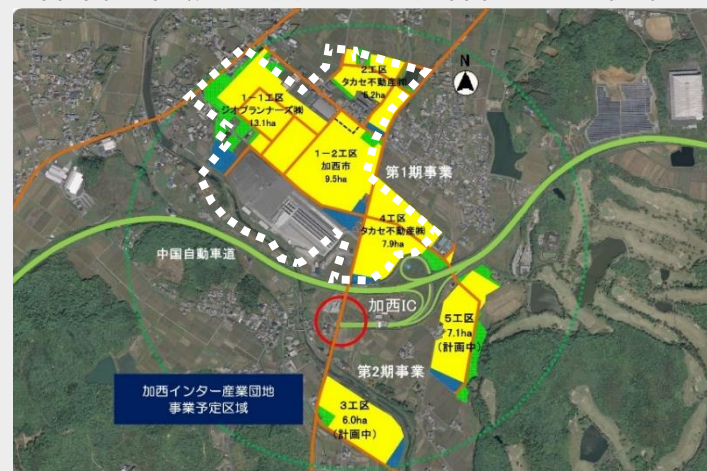 N
2工区
タカセ不動産㈱
6.2ha
1－1工区
ジオプランナーズ㈱
13.1ha
1－2工区
加西市
9.5ha
第1期事業
4工区
タカセ不動産㈱
7.9ha
中国自動車道
加西IC
5工区
7.1ha
(計画中)
第2期事業
加西インター産業団地
事業予定区域
3工区
6.0ha
(計画中)